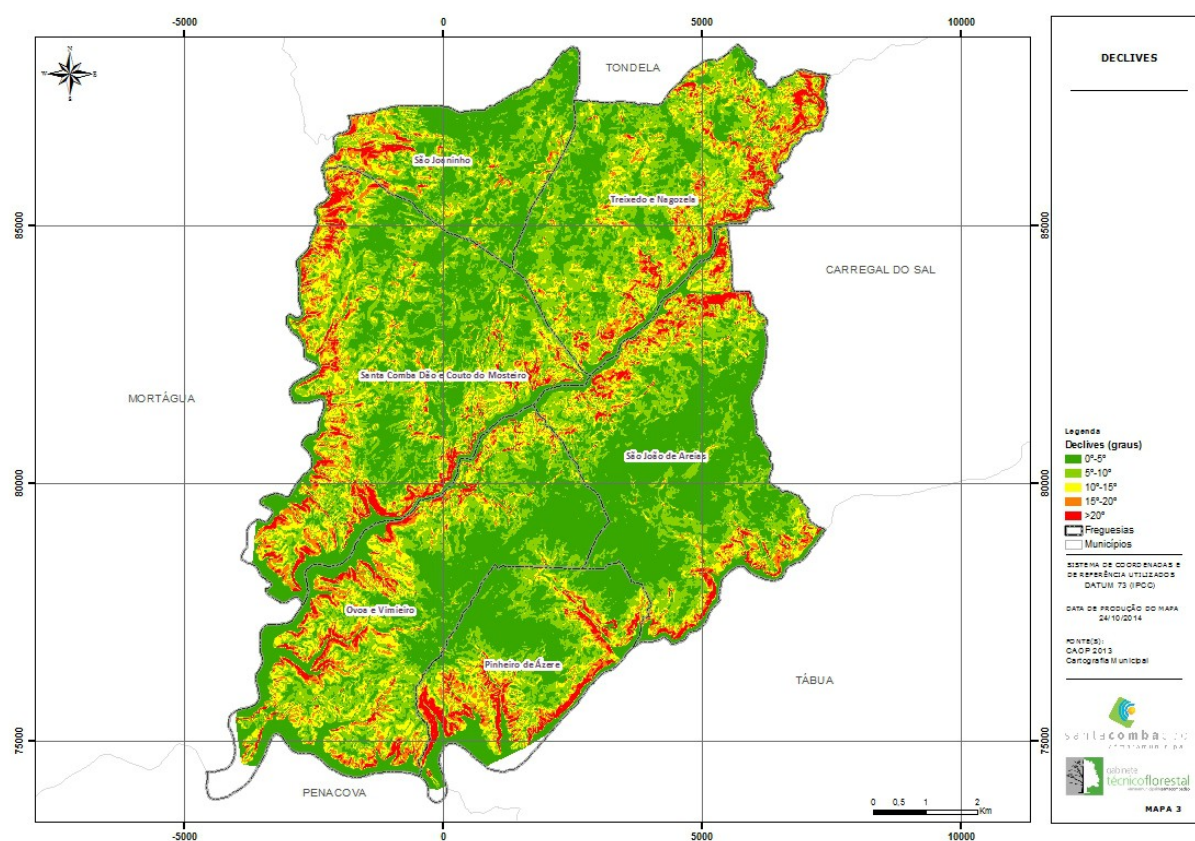 -5000
0
5000
10000
DECLIVES
N
W
E
S
TONDELA
São Joaninho
Treixedo e Nagozela
85000
85000
CARREGAL DO SAL
Santa Comba Dão e Couto do Mosteiro
MORTÁGUA
São João de Areias
80000
80000
Legenda
Declives (graus)
0º-5º
5º-10º
10º-15º
15º-20º
>20º
Freguesias
Municípios
SISTEMA DE COORDENADAS E
DE REFERÊNCIA UTILIZADOS
DATUM 73 (IPCC)
DATA DE PRODUÇÃO DO MAPA
24/10/2014
FONTE(S):
CAOP 2013
Cartografia Municipal
Ovoa e Vimieiro
Pinheiro de Ázere
TÁBUA
75000
75000
PENACOVA
0 0,5 1 2
Km
-5000
0
5000
10000
santacombadão
gabinete
técnicoflorestal
MAPA 3